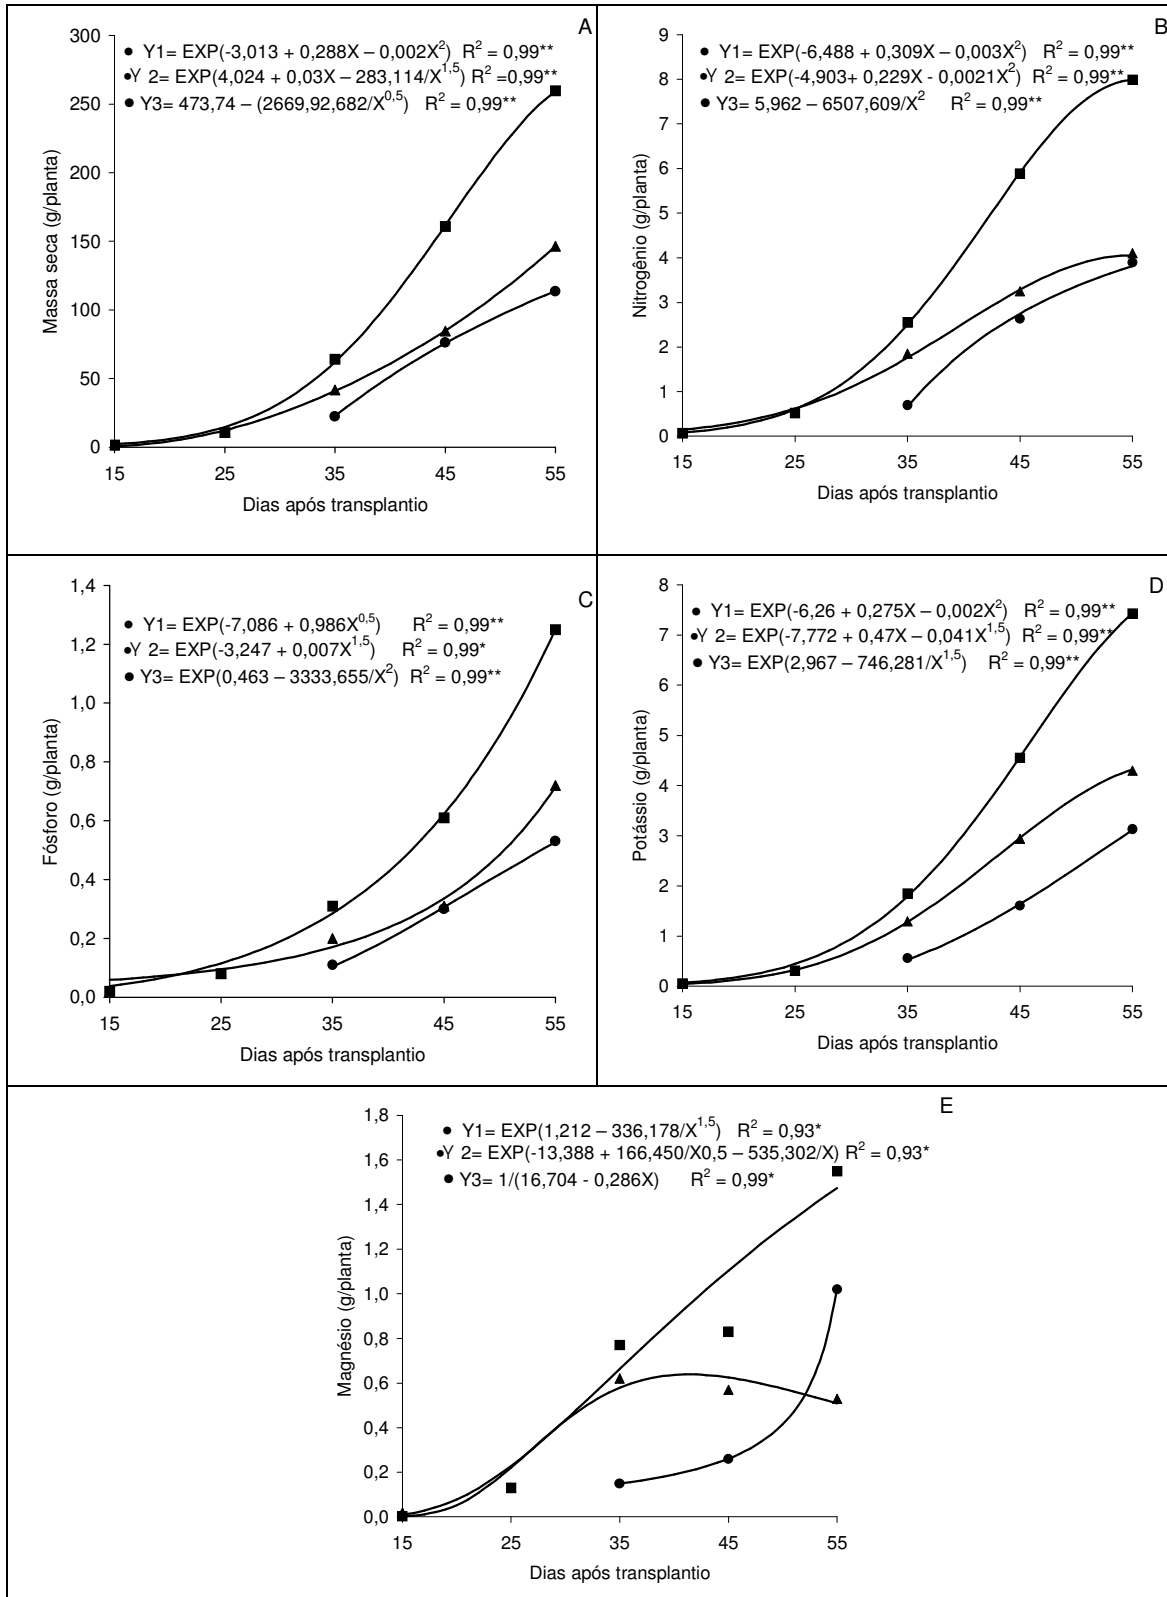 A
Y1= EXP(-3,013 + 0,288X – 0,002X²) R² = 0,99**
Y 2= EXP(4,024 + 0,03X – 283,114/X^1,5) R² =0,99**
Y3= 473,74 – (2669,92,682/X^0,5) R² = 0,99**
300
250
200
150
100
50
0
Massa seca (g/planta)
15 25 35 45 55
Dias após transplantio
B
Y1= EXP(-6,488 + 0,309X – 0,003X²) R² = 0,99**
Y 2= EXP(-4,903+ 0,229X - 0,0021X²) R² = 0,99**
Y3= 5,962 – 6507,609/X² R² = 0,99**
9
8
7
6
5
4
3
2
1
0
Nitrogênio (g/planta)
15 25 35 45 55
Dias após transplantio
C
Y1= EXP(-7,086 + 0,986X^0,5) R² = 0,99**
Y 2= EXP(-3,247 + 0,007X^1,5) R² = 0,99*
Y3= EXP(0,463 – 3333,655/X²) R² = 0,99**
1,4
1,2
1,0
0,8
0,6
0,4
0,2
0,0
Fósforo (g/planta)
15 25 35 45 55
Dias após transplantio
D
Y1= EXP(-6,26 + 0,275X – 0,002X²) R² = 0,99**
Y 2= EXP(-7,772 + 0,47X – 0,041X^1,5) R² = 0,99**
Y3= EXP(2,967 – 746,281/X^1,5) R² = 0,99**
8
7
6
5
4
3
2
1
0
Potássio (g/planta)
15 25 35 45 55
Dias após transplantio
E
Y1= EXP(1,212 – 336,178/X^1,5) R² = 0,93*
Y 2= EXP(-13,388 + 166,450/X0,5 – 535,302/X) R² = 0,93*
Y3= 1/(16,704 - 0,286X) R² = 0,99*
1,8
1,6
1,4
1,2
1,0
0,8
0,6
0,4
0,2
0,0
Magnésio (g/planta)
15 25 35 45 55
Dias após transplantio